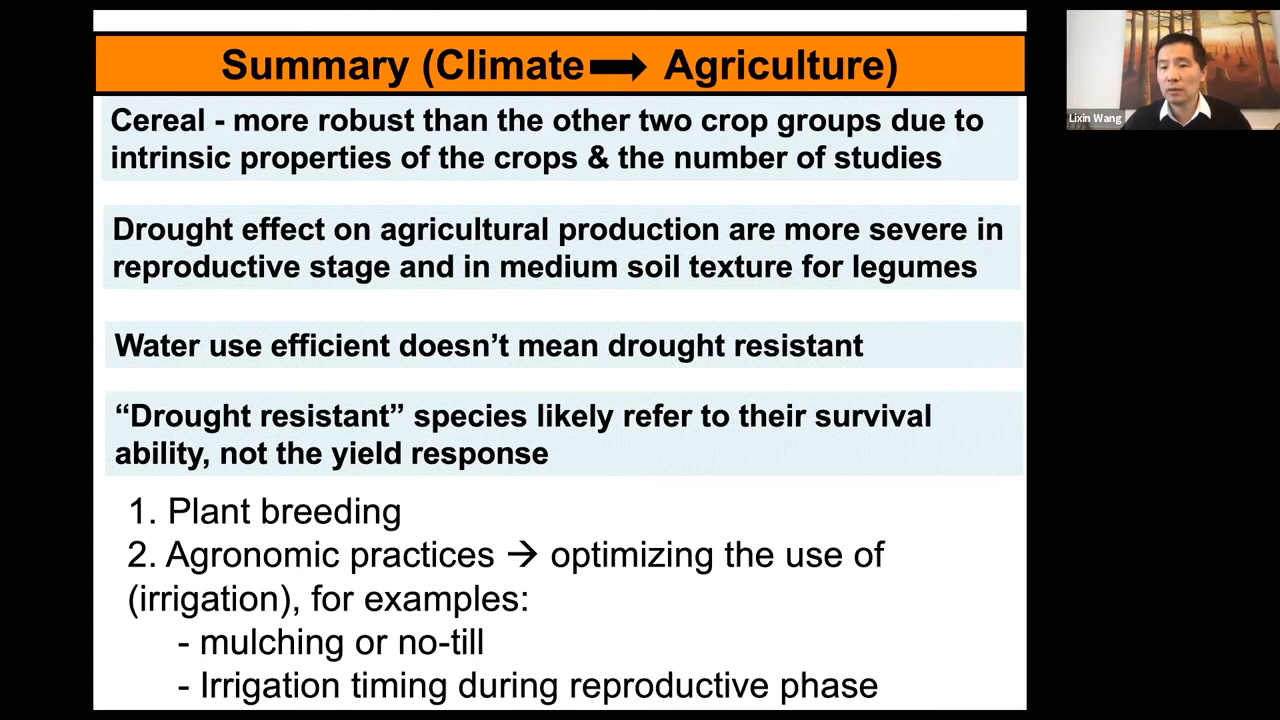 Summary (Climate → Agriculture)
Lixin Wang
Cereal - more robust than the other two crop groups due to
intrinsic properties of the crops & the number of studies
Drought effect on agricultural production are more severe in
reproductive stage and in medium soil texture for legumes
Water use efficient doesn’t mean drought resistant
“Drought resistant” species likely refer to their survival
ability, not the yield response
1. Plant breeding
2. Agronomic practices → optimizing the use of
(irrigation), for examples:
- mulching or no-till
- Irrigation timing during reproductive phase